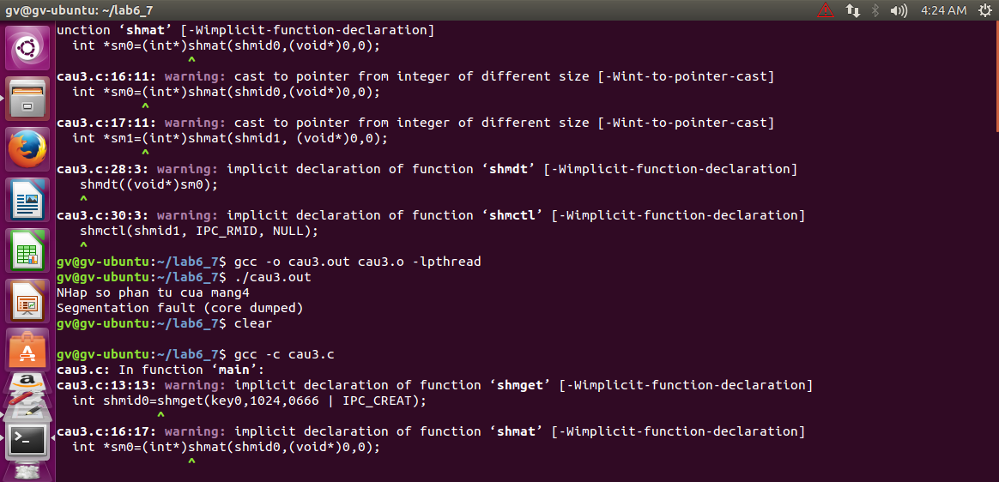 gv@gv-ubuntu: ~/lab6_7
4:24 AM
unction ‘shmat’ [-Wimplicit-function-declaration]
  int *sm0=(int*)shmat(shmid0,(void*)0,0);
                 ^
cau3.c:16:11: warning: cast to pointer from integer of different size [-Wint-to-pointer-cast]
  int *sm0=(int*)shmat(shmid0,(void*)0,0);
           ^
cau3.c:17:11: warning: cast to pointer from integer of different size [-Wint-to-pointer-cast]
  int *sm1=(int*)shmat(shmid1, (void*)0,0);
           ^
cau3.c:28:3: warning: implicit declaration of function ‘shmdt’ [-Wimplicit-function-declaration]
   shmdt((void*)sm0);
   ^
cau3.c:30:3: warning: implicit declaration of function ‘shmctl’ [-Wimplicit-function-declaration]
   shmctl(shmid1, IPC_RMID, NULL);
   ^
gv@gv-ubuntu:~/lab6_7$ gcc -o cau3.out cau3.o -lpthread
gv@gv-ubuntu:~/lab6_7$ ./cau3.out
NHap so phan tu cua mang4
Segmentation fault (core dumped)
gv@gv-ubuntu:~/lab6_7$ clear
gv@gv-ubuntu:~/lab6_7$ gcc -c cau3.c
cau3.c: In function ‘main’:
cau3.c:13:13: warning: implicit declaration of function ‘shmget’ [-Wimplicit-function-declaration]
  int shmid0=shmget(key0,1024,0666 | IPC_CREAT);
             ^
cau3.c:16:17: warning: implicit declaration of function ‘shmat’ [-Wimplicit-function-declaration]
  int *sm0=(int*)shmat(shmid0,(void*)0,0);
                 ^